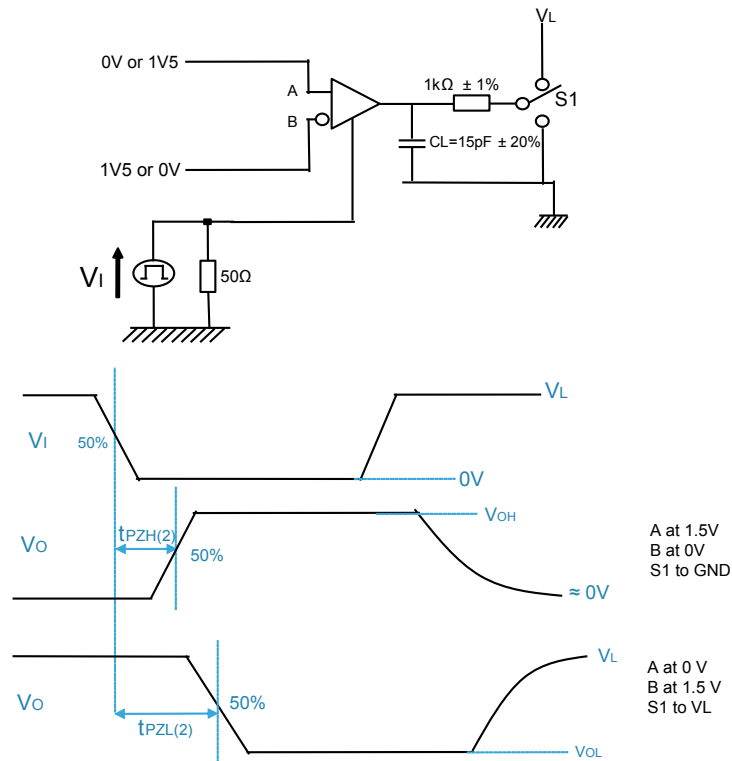 VL
0V or 1V5
1kΩ ± 1%
A
S1
B
CL=15pF ± 20%
1V5 or 0V
VI
50Ω
VL
VI
50%
0V
VOH
tPZH(2)
VO
50%
A at 1.5V
B at 0V
S1 to GND
≈ 0V
VL
A at 0 V
B at 1.5 V
S1 to VL
VO
50%
tPZL(2)
VOL